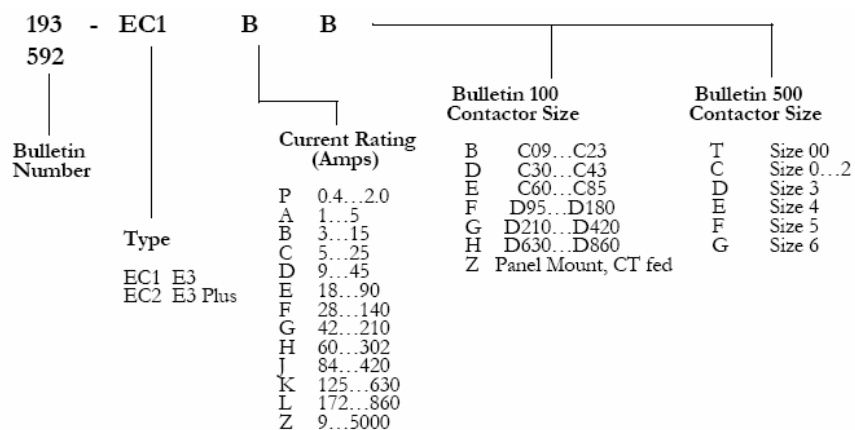 193 - EC1 B B
592
Bulletin Number
Type
EC1 E3
EC2 E3 Plus
Current Rating
(Amps)
P 0.4...2.0
A 1...5
B 3...15
C 5...25
D 9...45
E 18...90
F 28...140
G 42...210
H 60...302
J 84...420
K 125...630
L 172...860
Z 9...5000
Bulletin 100
Contactor Size
B C09...C23
D C30...C43
E C60...C85
F D95...D180
G D210...D420
H D630...D860
Z Panel Mount, CT fed
Bulletin 500
Contactor Size
T Size 00
C Size 0...2
D Size 3
E Size 4
F Size 5
G Size 6